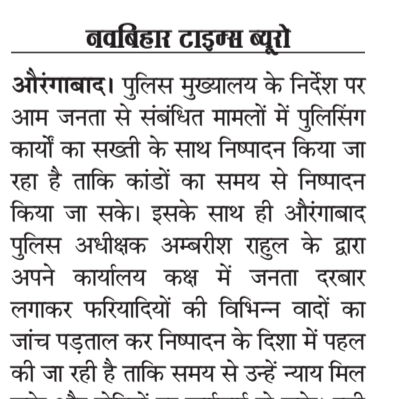 नवबिहार टाइम्स ब्यूरो
औरंगाबाद। पुलिस मुख्यालय के निर्देश पर
आम जनता से संबंधित मामलों में पुलिसिंग
कार्यों का सख्ती के साथ निष्पादन किया जा
रहा है ताकि कांडों का समय से निष्पादन
किया जा सके। इसके साथ ही औरंगाबाद
पुलिस अधीक्षक अम्बरीश राहुल के द्वारा
अपने कार्यालय कक्ष में जनता दरबार
लगाकर फरियादियों की विभिन्न वादों का
जांच पड़ताल कर निष्पादन के दिशा में पहल
की जा रही है ताकि समय से उन्हें न्याय मिल